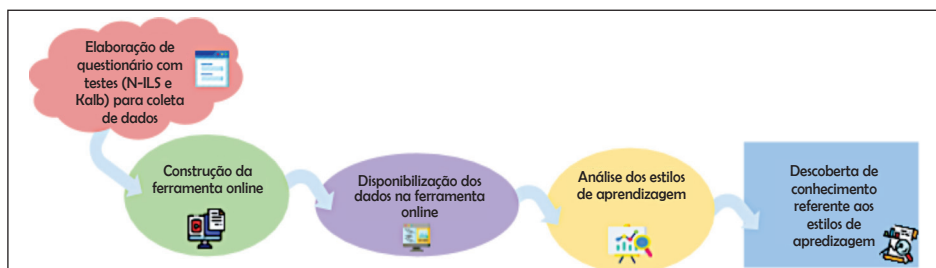 Elaboração de
questionário com
testes (N-ILS e
Kalb) para coleta
de dados
Construção da
ferramenta online
Disponibilização dos
dados na ferramenta
online
Análise dos estilos
de aprendizagem
Descoberta de
conhecimento
referente aos
estilos de
apredizagem